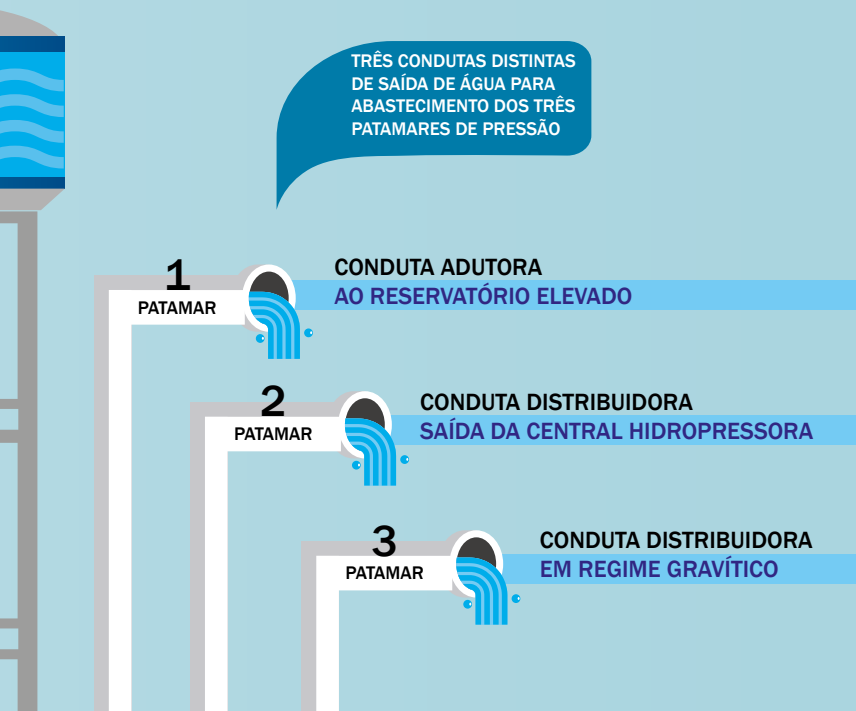 TRÊS CONDUTAS DISTINTAS
DE SAÍDA DE ÁGUA PARA
ABASTECIMENTO DOS TRÊS
PATAMARES DE PRESSÃO
1
PATAMAR
CONDUTA ADUTORA
AO RESERVATÓRIO ELEVADO
2
PATAMAR
CONDUTA DISTRIBUIDORA
SAÍDA DA CENTRAL HIDROPRESSORA
3
PATAMAR
CONDUTA DISTRIBUIDORA
EM REGIME GRAVÍTICO